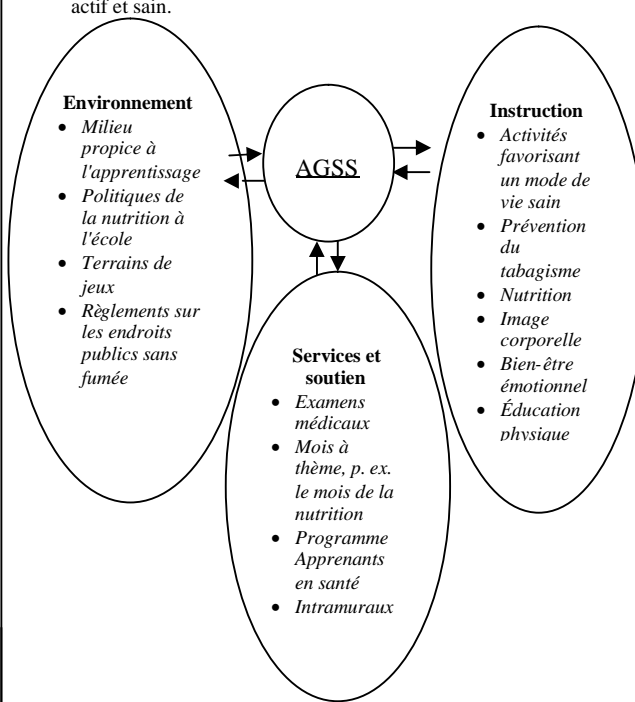 actif et sain.
Environnement
• Milieu
propice à
l'apprentissage
• Politiques de
la nutrition à
l'école
• Terrains de
jeux
• Règlements sur
les endroits
publics sans
fumée
AGSS
Instruction
• Activités
favorisant
un mode de
vie sain
• Prévention
du
tabagisme
• Nutrition
• Image
corporelle
• Bien-être
émotionnel
• Éducation
physique
Services et
soutien
• Examens
médicaux
• Mois à
thème, p. ex.
le mois de la
nutrition
• Programme
Apprenants
en santé
• Intramuraux